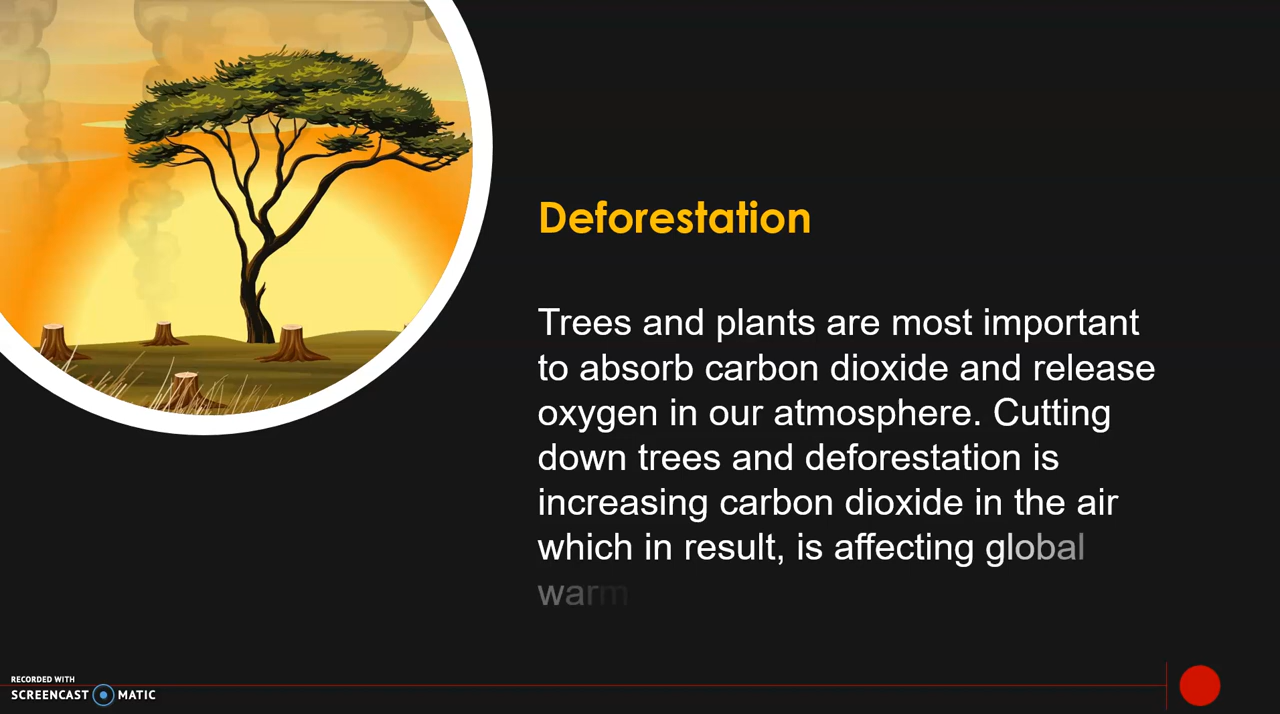 Deforestation
Trees and plants are most important
to absorb carbon dioxide and release
oxygen in our atmosphere. Cutting
down trees and deforestation is
increasing carbon dioxide in the air
which in result, is affecting global
warm
RECORDED WITH
SCREENCAST MATIC